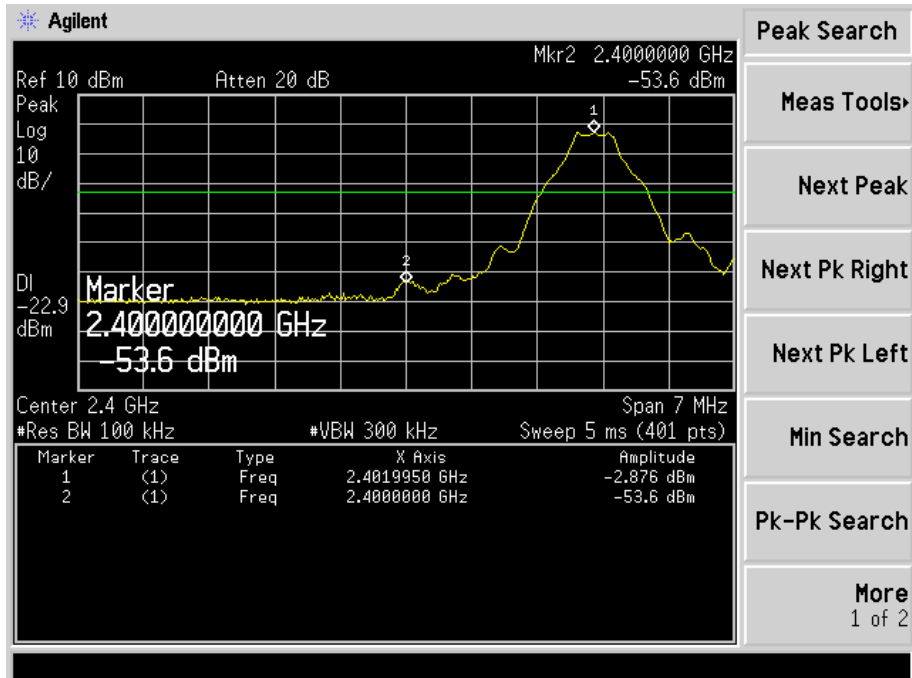 Agilent
Peak Search
Mkr2 2.4000000 GHz
Ref 10 dBm Atten 20 dB -53.6 dBm
Peak
Log
10
dB/
1
2
DI
-22.9
dBm
Marker
2.400000000 GHz
-53.6 dBm
Center 2.4 GHz Span 7 MHz
#Res BW 100 kHz #VBW 300 kHz Sweep 5 ms (401 pts)
Marker Trace Type X Axis Amplitude
1 (1) Freq 2.4019950 GHz -2.876 dBm
2 (1) Freq 2.4000000 GHz -53.6 dBm
Meas Tools
Next Peak
Next Pk Right
Next Pk Left
Min Search
Pk-Pk Search
More
1 of 2